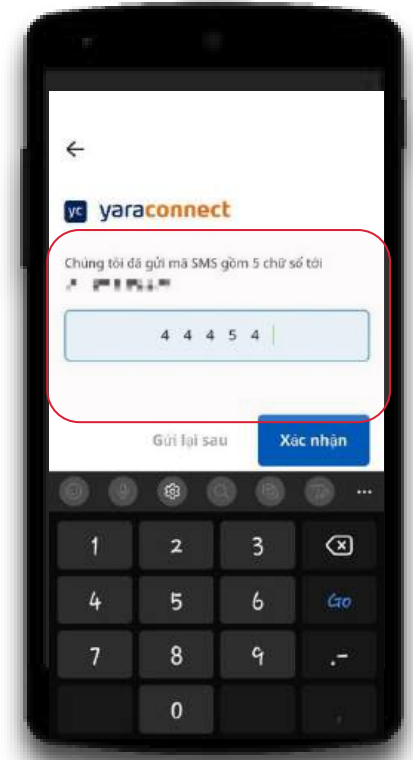 yc yaraconnect
Chúng tôi đã gửi mã SMS gồm 5 chữ số tới
4 4 4 5 4
Gửi lại sau
Xác nhận
1 2 3
4 5 6 Go
7 8 9 .-
0 ,